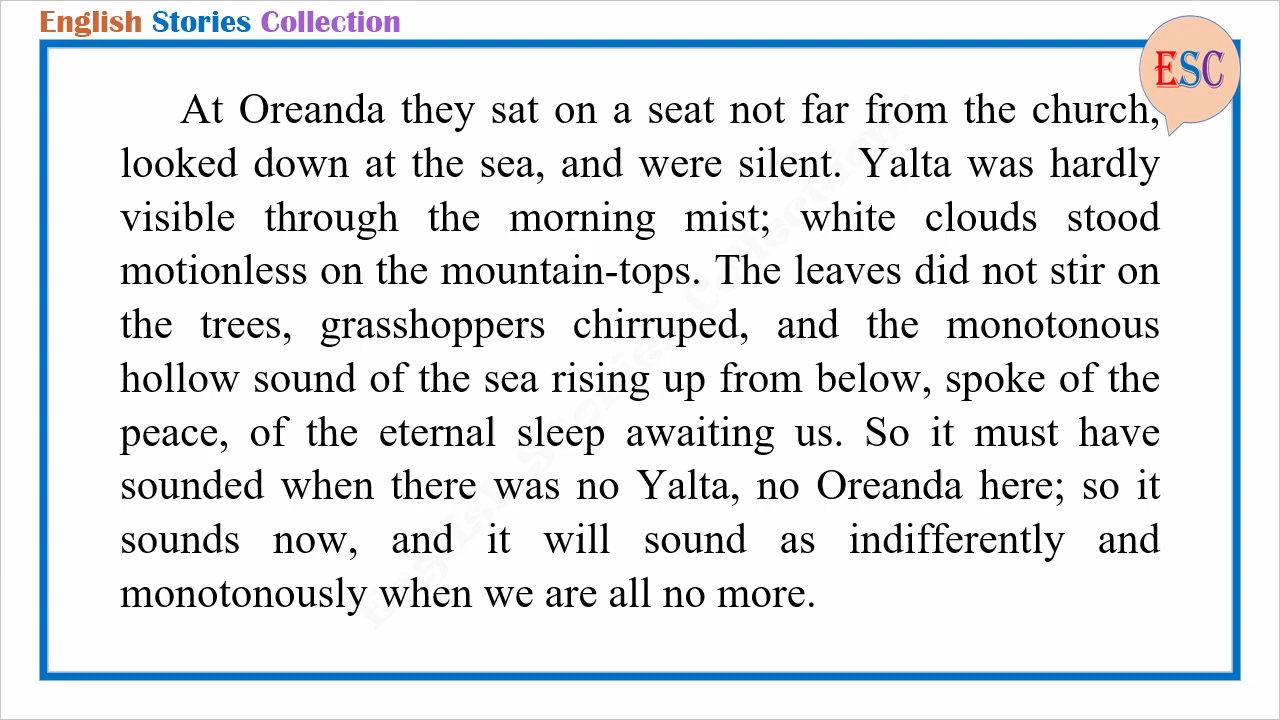 English Stories Collection
ESC
At Oreanda they sat on a seat not far from the church,
looked down at the sea, and were silent. Yalta was hardly
visible through the morning mist; white clouds stood
motionless on the mountain-tops. The leaves did not stir on
the trees, grasshoppers chirruped, and the monotonous
hollow sound of the sea rising up from below, spoke of the
peace, of the eternal sleep awaiting us. So it must have
sounded when there was no Yalta, no Oreanda here; so it
sounds now, and it will sound as indifferently and
monotonously when we are all no more.
English Stories Collection